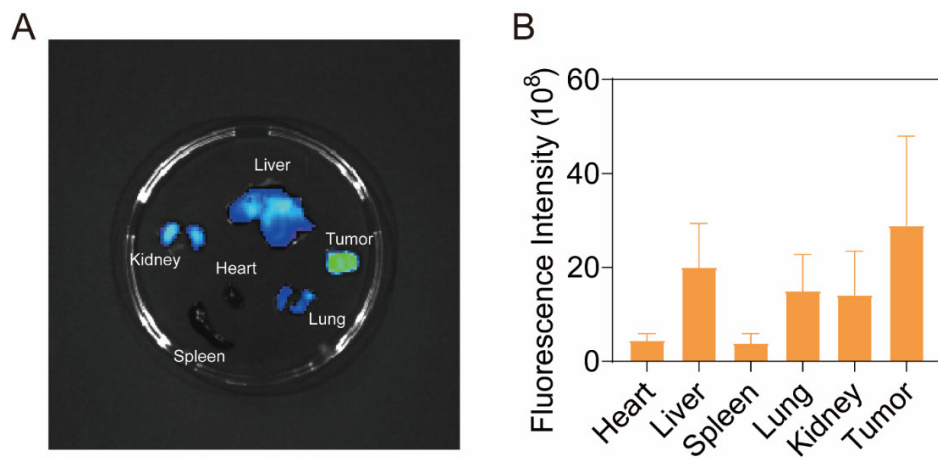 A
Liver
Kidney
Tumor
Heart
Lung
Spleen
B
Fluorescence Intensity (10⁸)
60
40
20
0
Heart
Liver
Spleen
Lung
Kidney
Tumor